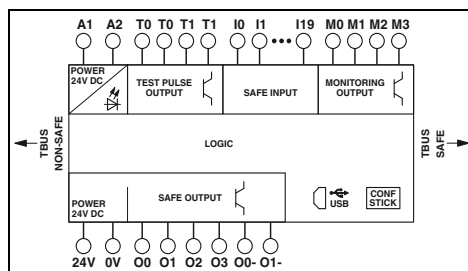 A1 A2 T0 T0 T1 T1 I0 I1 ••• I19 M0 M1 M2 M3
POWER
24V DC
TEST PULSE
OUTPUT
SAFE INPUT
MONITORING
OUTPUT
TBUS
NON-SAFE
LOGIC
TBUS
SAFE
POWER
24V DC
SAFE OUTPUT
USB
CONF
STICK
24V 0V O0 O1 O2 O3 O0- O1-